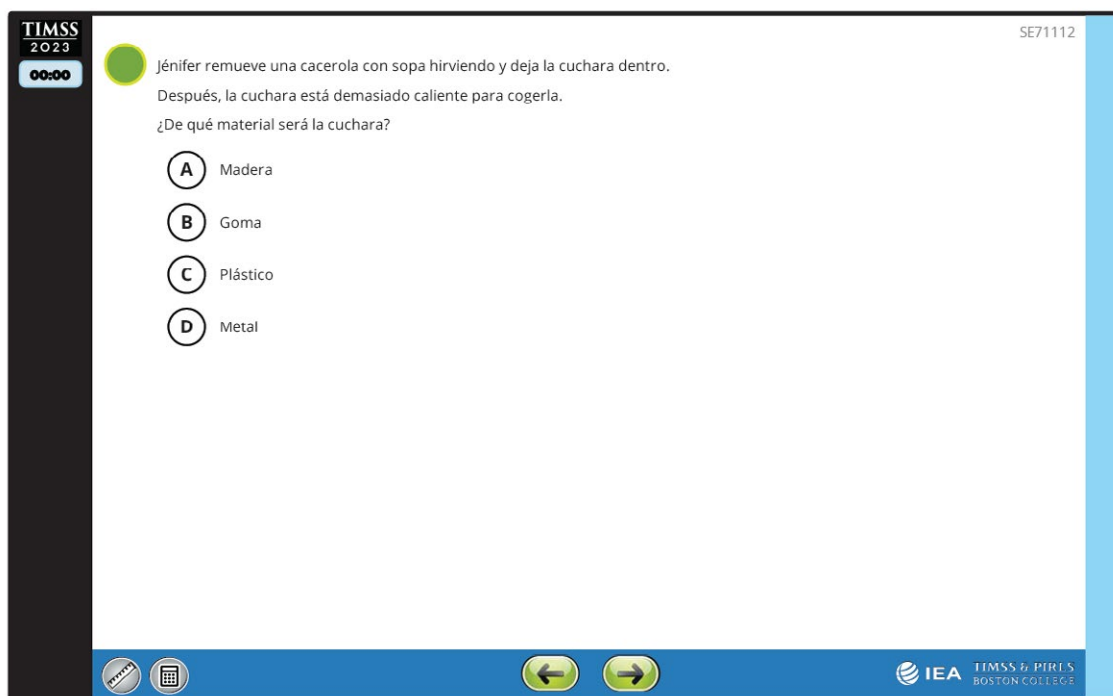 TIMSS
2023
00:00
SE71112
Jénifer remueve una cacerola con sopa hirviendo y deja la cuchara dentro.
Después, la cuchara está demasiado caliente para cogerla.
¿De qué material será la cuchara?
A Madera
B Goma
C Plástico
D Metal
IEA
TIMSS & PIRLS
BOSTON COLLEGE